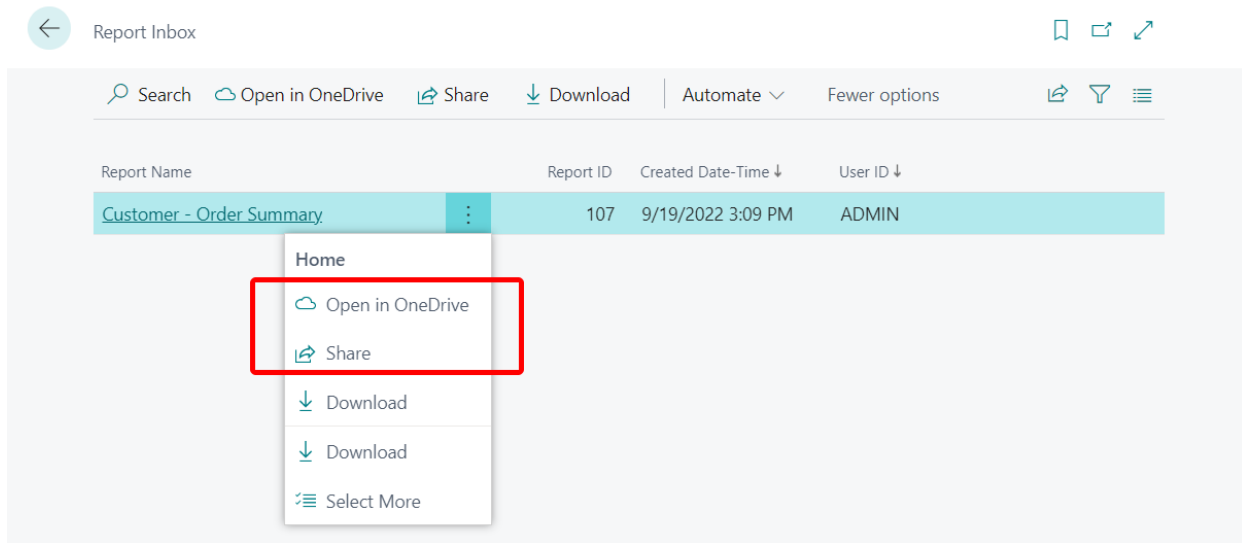 Report Inbox
Search Open in OneDrive Share Download Automate Fewer options
Report Name Report ID Created Date-Time↓ User ID↓
Customer - Order Summary 107 9/19/2022 3:09 PM ADMIN
Home
Open in OneDrive
Share
Download
Download
Select More